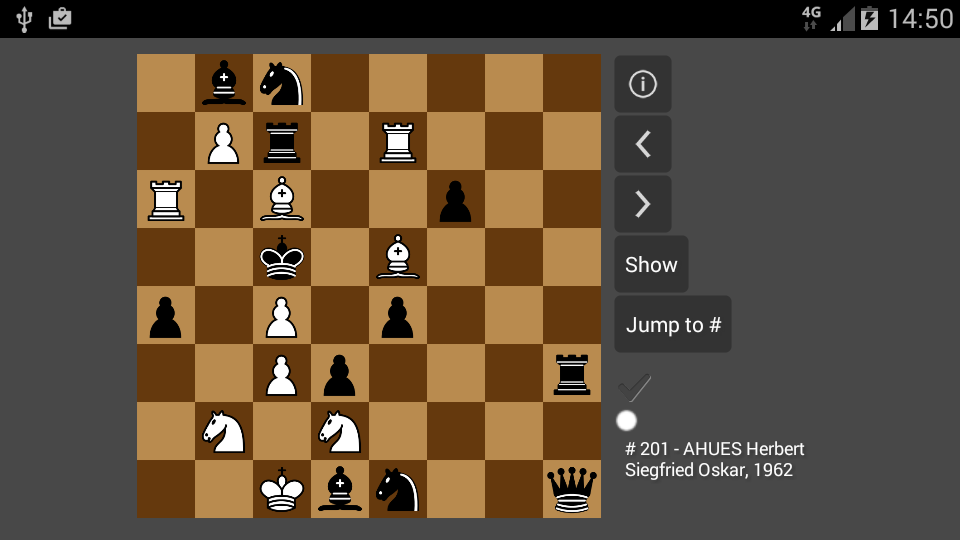 4G 14:50
Show
Jump to #
# 201 - AHUES Herbert
Siegfried Oskar, 1962